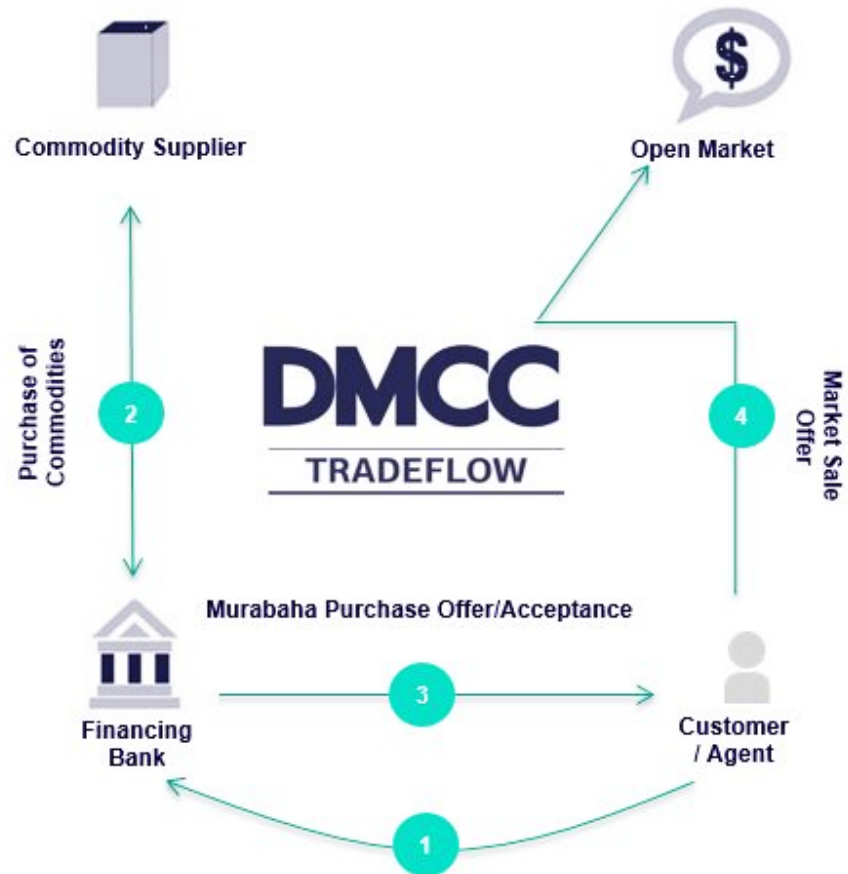 $
Commodity Supplier
Open Market
Purchase of
Commodities
2
DMCC
TRADEFLOW
4
Market Sale
Offer
Murabaha Purchase Offer/Acceptance
3
Financing
Bank
Customer
/ Agent
1